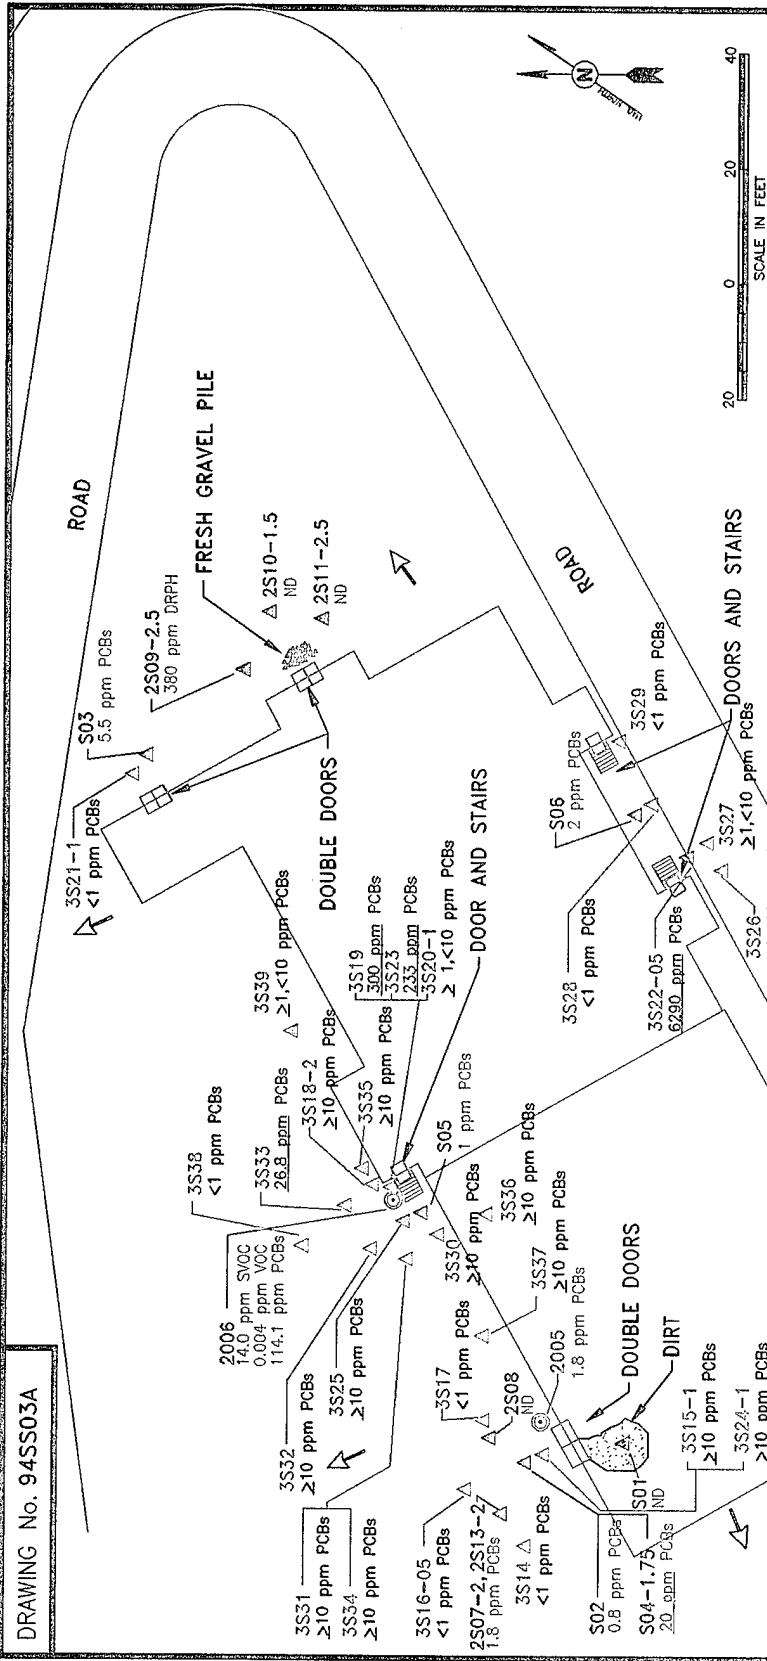 DRAWING No. 94SS03A
ROAD
3S21-1
<1 ppm PCBs
S03
5.5 ppm PCBs
2S09-2.5
380 ppm DRPH
FRESH GRAVEL PILE
2S10-1.5
ND
2S11-2.5
ND
DOUBLE DOORS
3S39
≥1,<10 ppm PCBs
3S38
<1 ppm PCBs
3S33
26.8 ppm PCBs
3S18-2
≥10 ppm PCBs
3S35
≥10 ppm PCBs
3S19
300 ppm PCBs
3S23
233 ppm PCBs
3S20-1
≥ 1,<10 ppm PCBs
DOOR AND STAIRS
S05
1 ppm PCBs
2006
14.0 ppm SVOC
0.004 ppm VOC
114.1 ppm PCBs
3S32
≥10 ppm PCBs
3S25
≥10 ppm PCBs
3S31
≥10 ppm PCBs
3S34
≥10 ppm PCBs
3S30
≥10 ppm PCBs
3S36
≥10 ppm PCBs
3S37
≥10 ppm PCBs
3S17
<1 ppm PCBs
2S08
ND
2005
1.8 ppm PCBs
DOUBLE DOORS
DIRT
3S16-05
<1 ppm PCBs
2S07-2,2S13-2
1.8 ppm PCBs
3S14
<1 ppm PCBs
S02
0.8 ppm PCBs
S04-1.75
20 ppm PCBs
S01
ND
3S15-1
≥10 ppm PCBs
3S24-1
≥10 ppm PCBs
ROAD
S06
2 ppm PCBs
3S28
<1 ppm PCBs
3S22-05
6290 ppm PCBs
3S29
<1 ppm PCBs
DOORS AND STAIRS
3S27
≥1,<10 ppm PCBs
3S26-
N
20 0 20 40
SCALE IN FEET